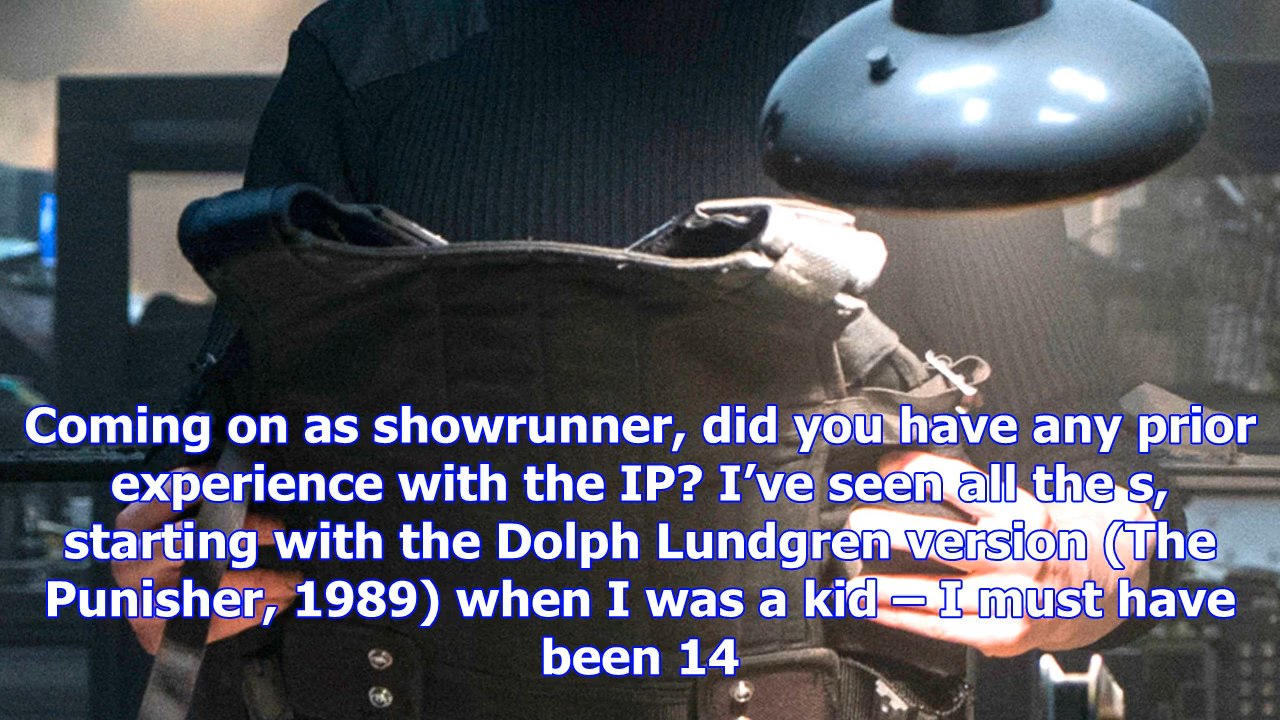 Coming on as showrunner, did you have any prior
experience with the IP? I’ve seen all the s,
starting with the Dolph Lundgren version (The
Punisher, 1989) when I was a kid – I must have
been 14